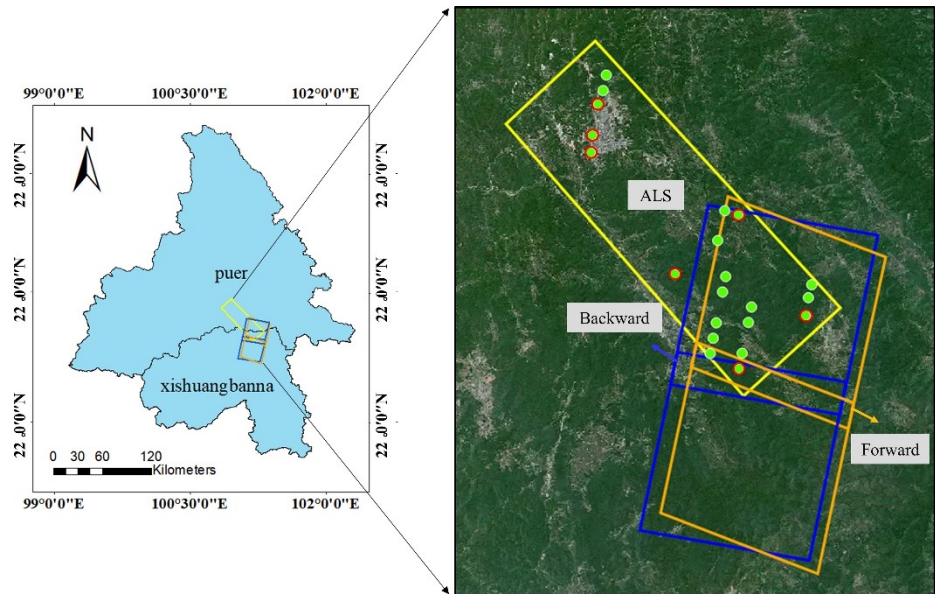 99°0′0″E
100°30′0″E
102°0′0″E
N
22°0′0″N
22°0′0″N
22°0′0″N
22°0′0″N
22°0′0″N
22°0′0″N
puer
xishuangbanna
0 30 60 120
Kilometers
99°0′0″E
100°30′0″E
102°0′0″E
ALS
Backward
Forward